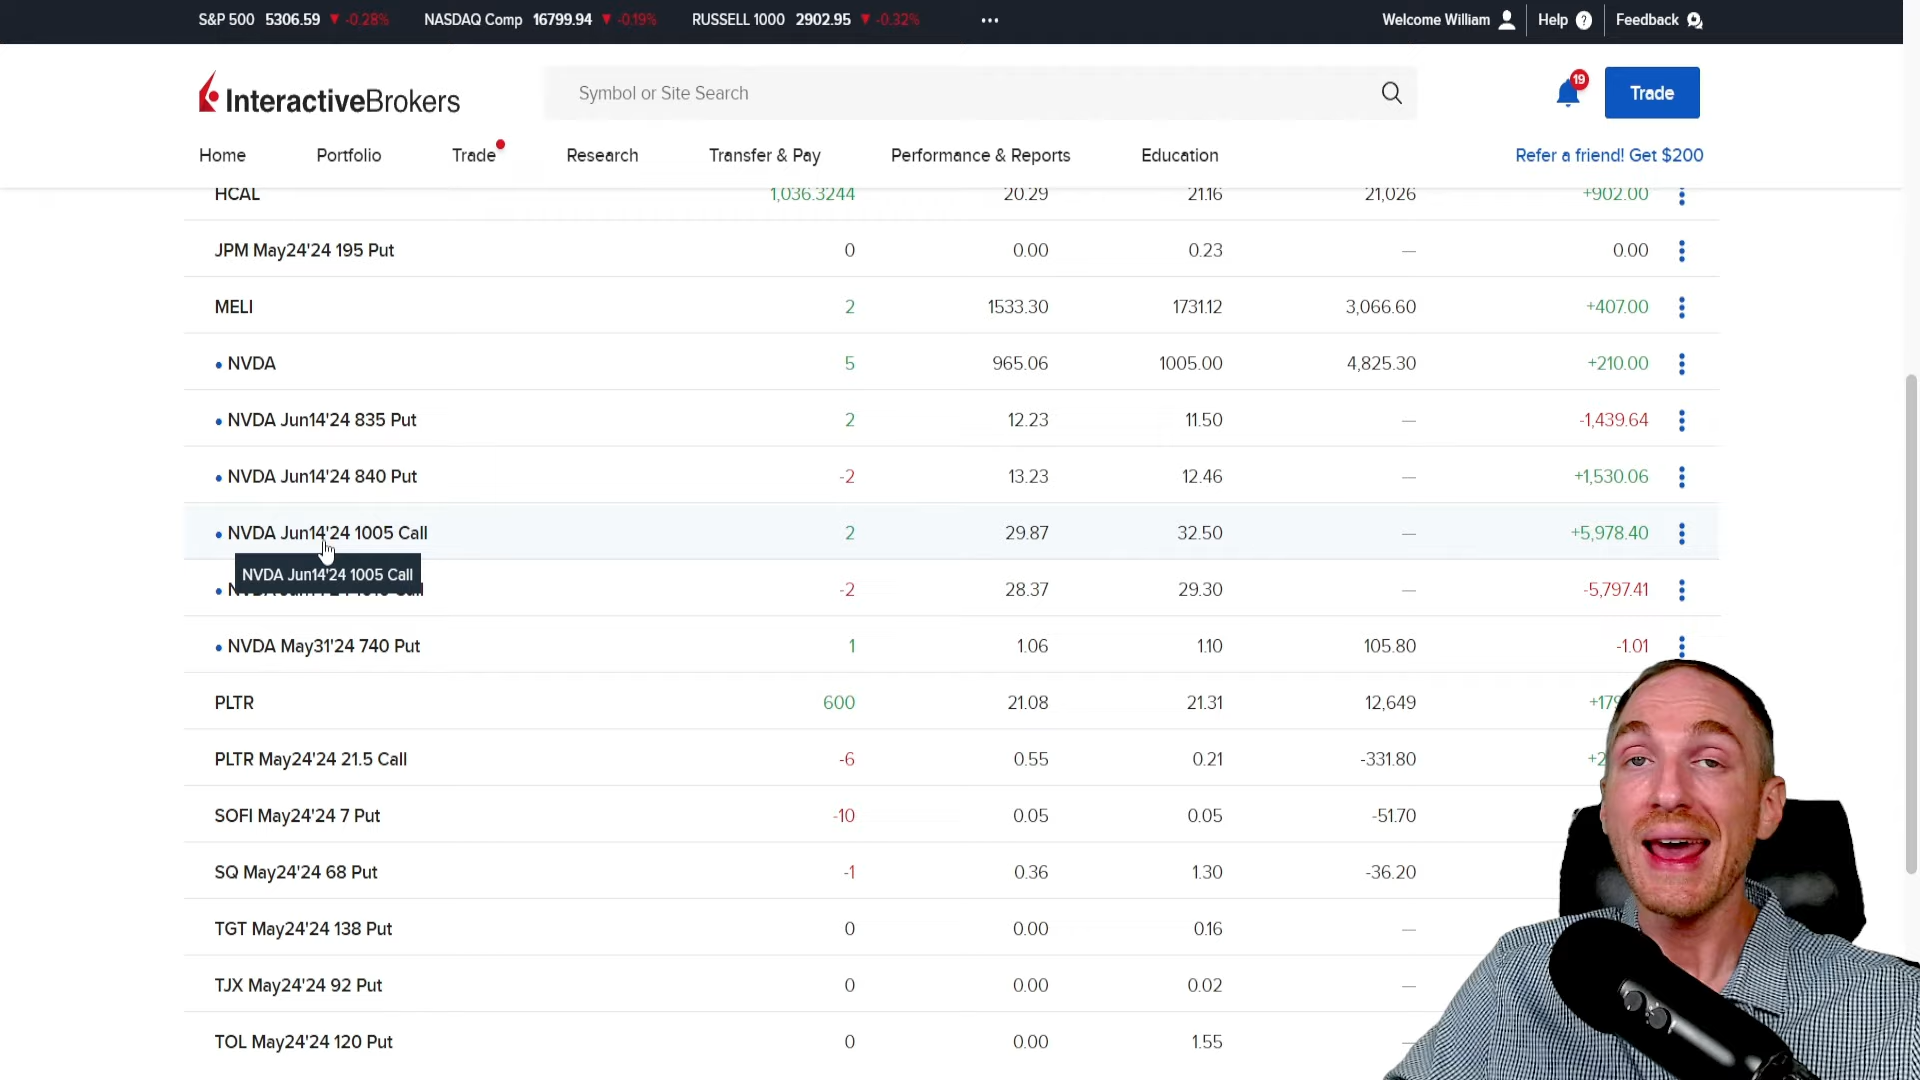 S&P 500 5306.59 ▼ -0.28% NASDAQ Comp 16799.94 ▼ -0.19% RUSSELL 1000 2902.95 ▼ -0.32% ••• Welcome William Help ? Feedback
InteractiveBrokers Symbol or Site Search 19 Trade
Home Portfolio Trade Research Transfer & Pay Performance & Reports Education Refer a friend! Get $200
HCAL 1,036.3244 20.29 21.16 21,026 +902.00
JPM May24'24 195 Put 0 0.00 0.23 — 0.00
MELI 2 1533.30 1731.12 3,066.60 +407.00
• NVDA 5 965.06 1005.00 4,825.30 +210.00
• NVDA Jun14'24 835 Put 2 12.23 11.50 — -1,439.64
• NVDA Jun14'24 840 Put -2 13.23 12.46 — +1,530.06
• NVDA Jun14'24 1005 Call 2 29.87 32.50 — +5,978.40
NVDA Jun14'24 1005 Call
• -2 28.37 29.30 — -5,797.41
• NVDA May31'24 740 Put 1 1.06 1.10 105.80 -1.01
PLTR 600 21.08 21.31 12,649
PLTR May24'24 21.5 Call -6 0.55 0.21 -331.80
SOFI May24'24 7 Put -10 0.05 0.05 -51.70
SQ May24'24 68 Put -1 0.36 1.30 -36.20
TGT May24'24 138 Put 0 0.00 0.16 —
TJX May24'24 92 Put 0 0.00 0.02 —
TOL May24'24 120 Put 0 0.00 1.55 —